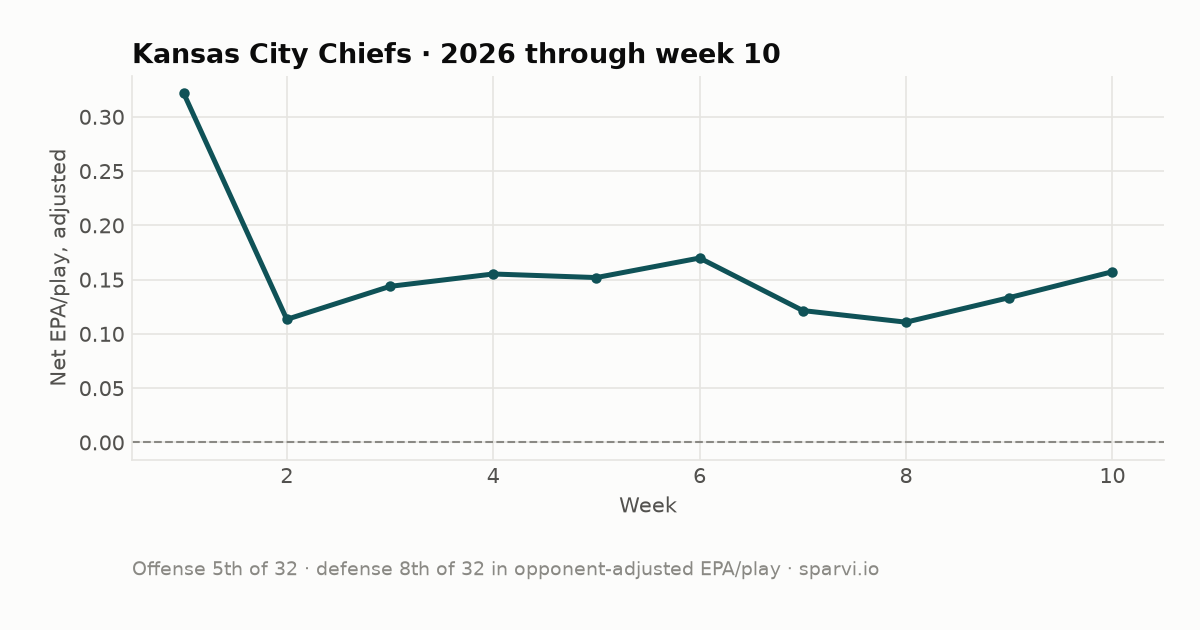 Kansas City Chiefs · 2026 through week 10
Net EPA/play, adjusted
0.30
0.25
0.20
0.15
0.10
0.05
0.00
2 4 6 8 10
Week
Offense 5th of 32 · defense 8th of 32 in opponent-adjusted EPA/play · sparvi.io